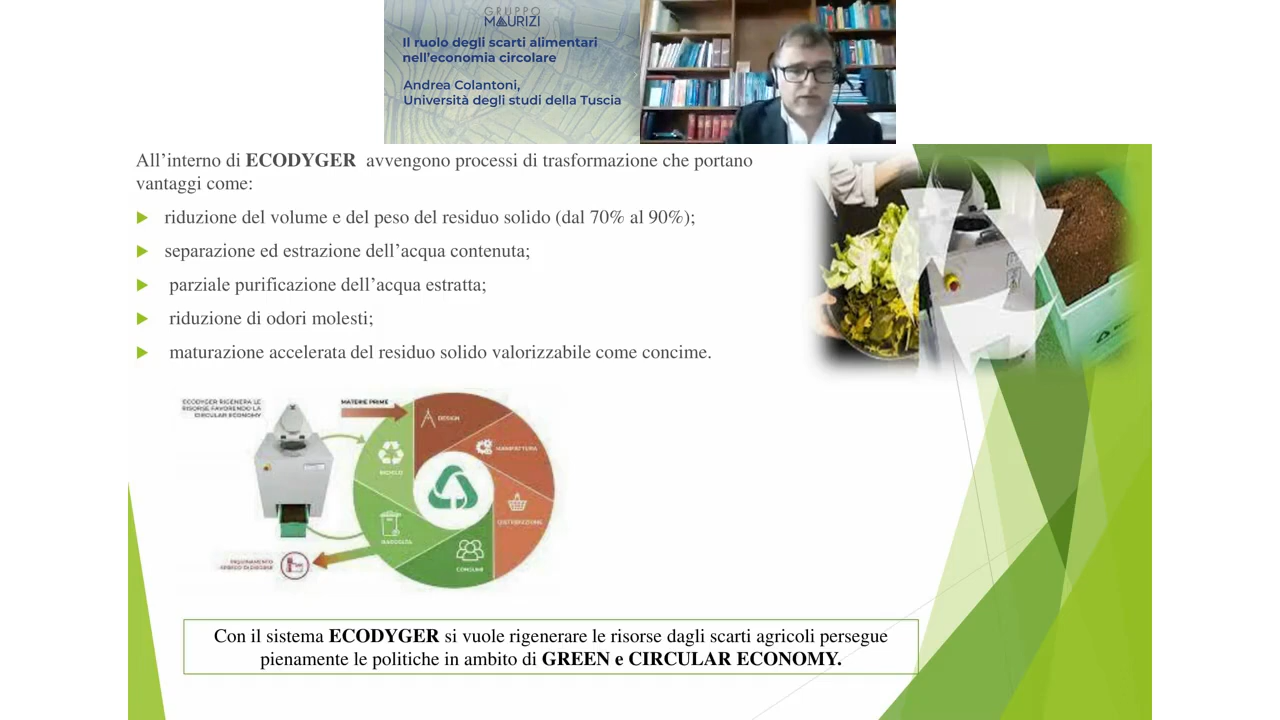 GRUPPO
MAURIZI
Il ruolo degli scarti alimentari
nell'economia circolare
Andrea Colantoni,
Università degli studi della Tuscia
All'interno di ECODYGER avvengono processi di trasformazione che portano
vantaggi come:
riduzione del volume e del peso del residuo solido (dal 70% al 90%);
separazione ed estrazione dell'acqua contenuta;
parziale purificazione dell'acqua estratta;
riduzione di odori molesti;
maturazione accelerata del residuo solido valorizzabile come concime.
ECODYGER RIGENERA LE
RISORSE FAVORENDO LA
CIRCULAR ECONOMY
MATERIE PRIME
DESIGN
MANIFATTURA
RICICLO
DISTRIBUZIONE
RACCOLTA
CONSUMI
INQUINAMENTO
SPRECO DI RISORSE
Con il sistema ECODYGER si vuole rigenerare le risorse dagli scarti agricoli persegue
pienamente le politiche in ambito di GREEN e CIRCULAR ECONOMY.